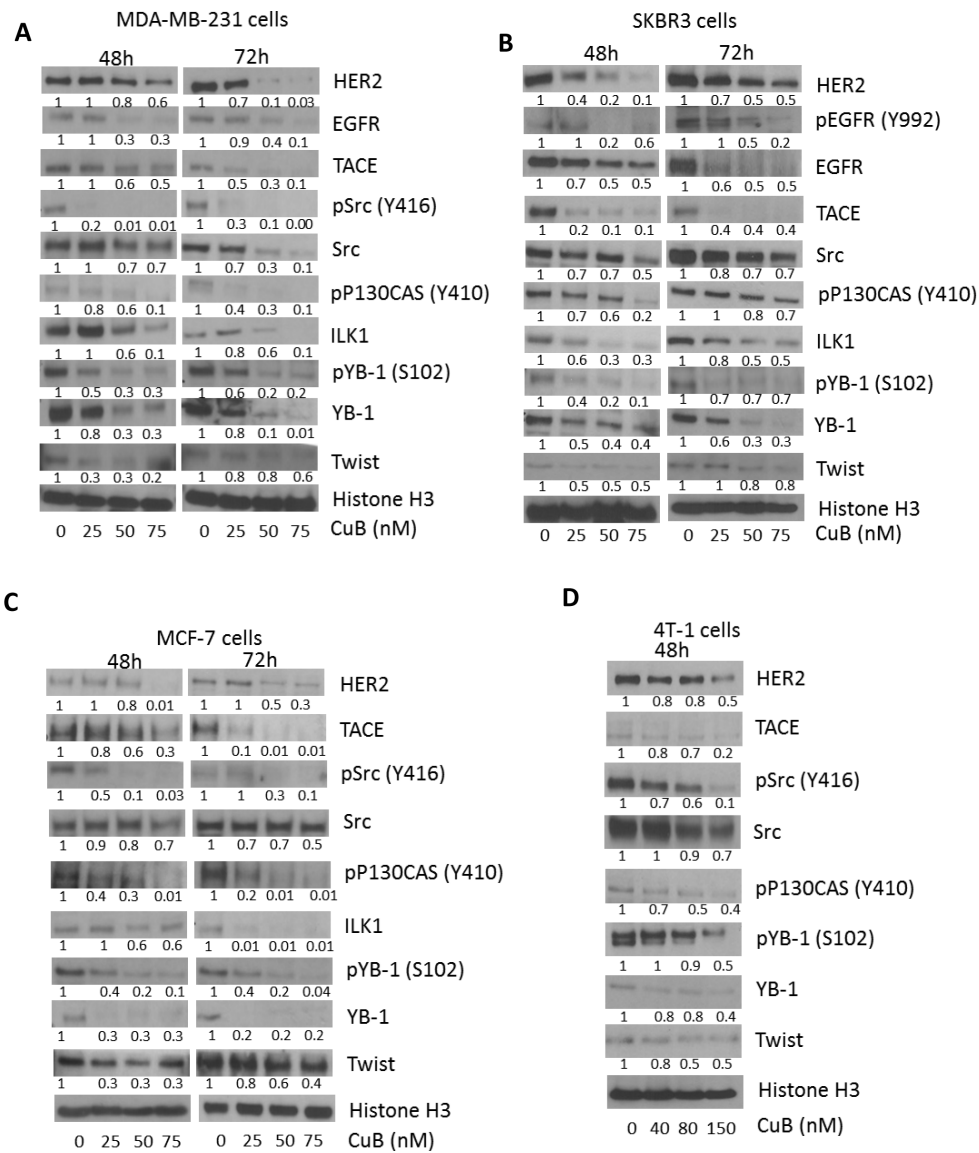 A
MDA-MB-231 cells
48h 72h
HER2
1 1 0.8 0.6 1 0.7 0.1 0.03
EGFR
1 1 0.3 0.3 1 0.9 0.4 0.1
TACE
1 1 0.6 0.5 1 0.5 0.3 0.1
pSrc (Y416)
1 0.2 0.01 0.01 1 0.3 0.1 0.00
Src
1 1 0.7 0.7 1 0.7 0.3 0.1
pP130CAS (Y410)
1 0.8 0.6 0.1 1 0.4 0.3 0.1
ILK1
1 1 0.6 0.1 1 0.8 0.6 0.1
pYB-1 (S102)
1 0.5 0.3 0.3 1 0.6 0.2 0.2
YB-1
1 0.8 0.3 0.3 1 0.8 0.1 0.01
Twist
1 0.3 0.3 0.2 1 0.8 0.8 0.6
Histone H3
0 25 50 75 0 25 50 75 CuB (nM)
B
SKBR3 cells
48h 72h
HER2
1 0.4 0.2 0.1 1 0.7 0.5 0.5
pEGFR (Y992)
1 1 0.2 0.6 1 1 0.5 0.2
EGFR
1 0.7 0.5 0.5 1 0.6 0.5 0.5
TACE
1 0.2 0.1 0.1 1 0.4 0.4 0.4
Src
1 0.7 0.7 0.5 1 0.8 0.7 0.7
pP130CAS (Y410)
1 0.7 0.6 0.2 1 1 0.8 0.7
ILK1
1 0.6 0.3 0.3 1 0.8 0.5 0.5
pYB-1 (S102)
1 0.4 0.2 0.1 1 0.7 0.7 0.7
YB-1
1 0.5 0.4 0.4 1 0.6 0.3 0.3
Twist
1 0.5 0.5 0.5 1 1 0.8 0.8
Histone H3
0 25 50 75 0 25 50 75 CuB (nM)
C
MCF-7 cells
48h 72h
HER2
1 1 0.8 0.01 1 1 0.5 0.3
TACE
1 0.8 0.6 0.3 1 0.1 0.01 0.01
pSrc (Y416)
1 0.5 0.1 0.03 1 1 0.3 0.1
Src
1 0.9 0.8 0.7 1 0.7 0.7 0.5
pP130CAS (Y410)
1 0.4 0.3 0.01 1 0.2 0.01 0.01
ILK1
1 1 0.6 0.6 1 0.01 0.01 0.01
pYB-1 (S102)
1 0.4 0.2 0.1 1 0.4 0.2 0.04
YB-1
1 0.3 0.3 0.3 1 0.2 0.2 0.2
Twist
1 0.3 0.3 0.3 1 0.8 0.6 0.4
Histone H3
0 25 50 75 0 25 50 75 CuB (nM)
D
4T-1 cells
48h
HER2
1 0.8 0.8 0.5
TACE
1 0.8 0.7 0.2
pSrc (Y416)
1 0.7 0.6 0.1
Src
1 1 0.9 0.7
pP130CAS (Y410)
1 0.7 0.5 0.4
pYB-1 (S102)
1 1 0.9 0.5
YB-1
1 0.8 0.8 0.4
Twist
1 0.8 0.5 0.5
Histone H3
0 40 80 150 CuB (nM)